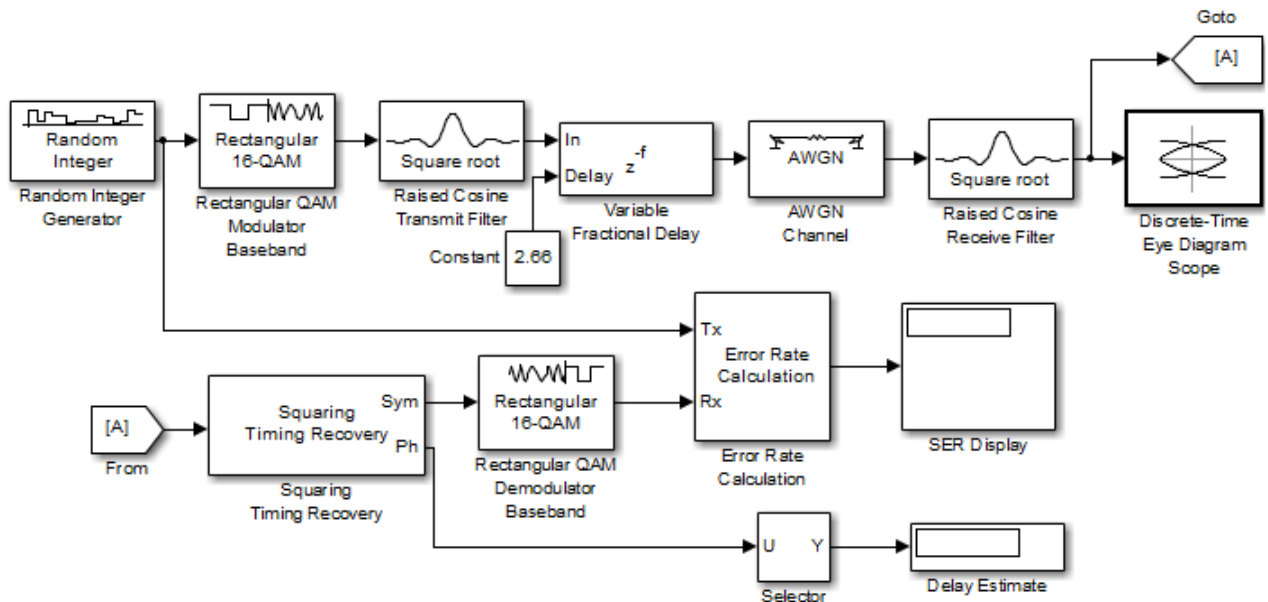 Goto
[A]
Random
Integer
Random Integer
Generator
Rectangular
16-QAM
Rectangular QAM
Modulator
Baseband
Square root
Raised Cosine
Transmit Filter
In
Delay
z-f
Variable
Fractional Delay
Constant
2.66
AWGN
AWGN
Channel
Square root
Raised Cosine
Receive Filter
Discrete-Time
Eye Diagram
Scope
[A]
From
Squaring
Timing Recovery
Sym
Ph
Squaring
Timing Recovery
Rectangular
16-QAM
Rectangular QAM
Demodulator
Baseband
Tx
Rx
Error Rate
Calculation
Error Rate
Calculation
SER Display
U
Y
Selector
Delay Estimate